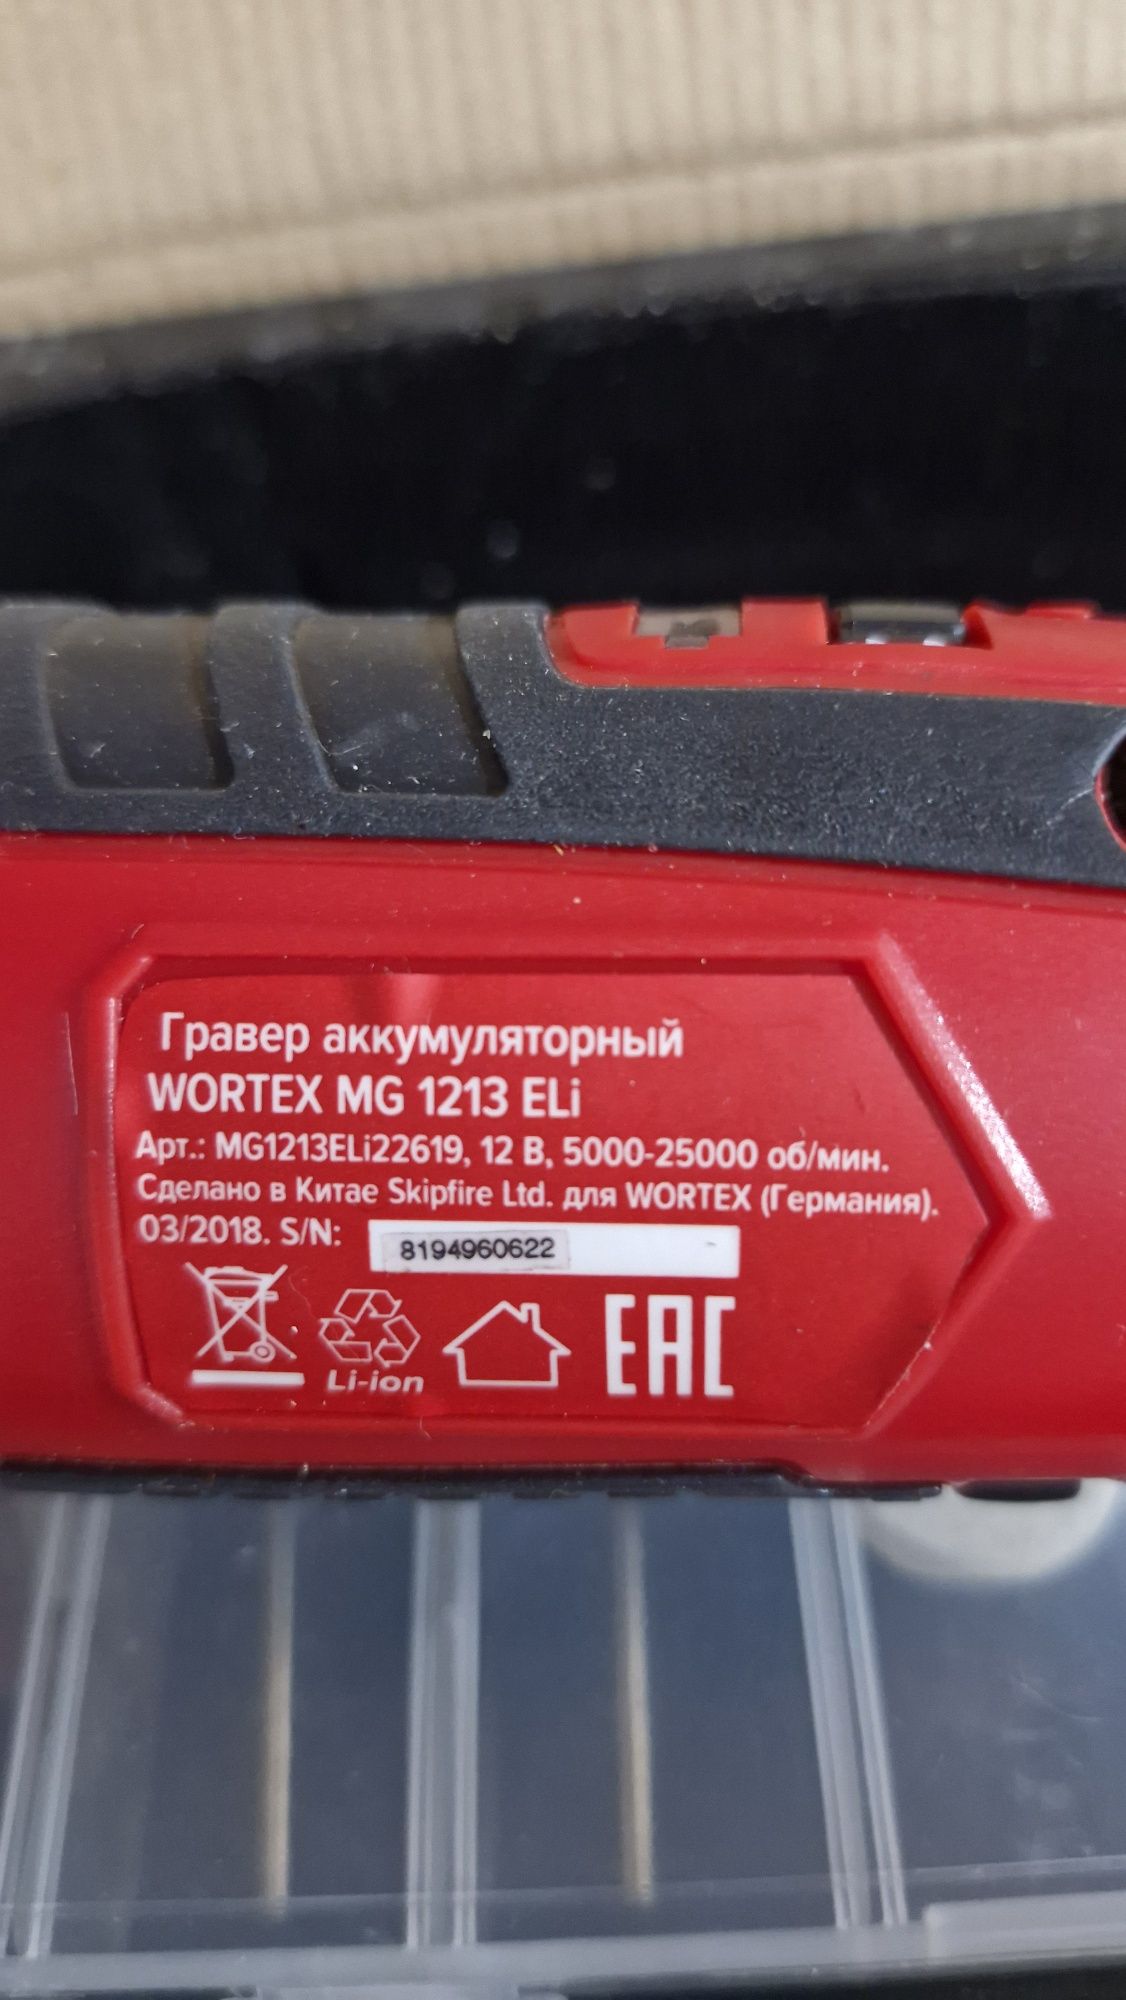 Гравер аккумуляторный
WORTEX MG 1213 ELi
Арт.: MG1213ELi22619, 12 В, 5000-25000 об/мин.
Сделано в Китае Skipfire Ltd. для WORTEX (Германия).
03/2018. S/N: 8194960622
Li-ion
ЕАС